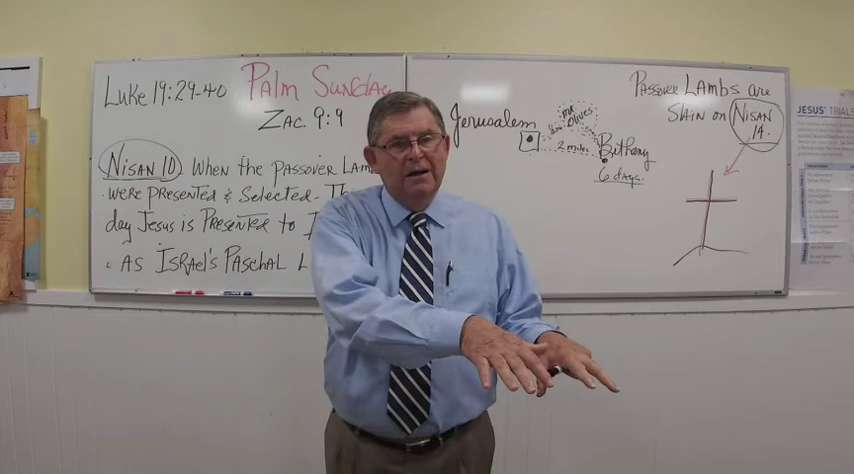 Luke 19:29-40
Palm Sunday
Zac. 9:9
Nisan 10 When the Passover Lam
were Presented & Selected. Thi
day Jesus is Presented to I
As Israel's Paschal L
Jerusalem
Mt
Olives
2 miles
Bethany
6 days.
Passover Lambs are
Slain on Nisan
14.
JESUS' TRIALS